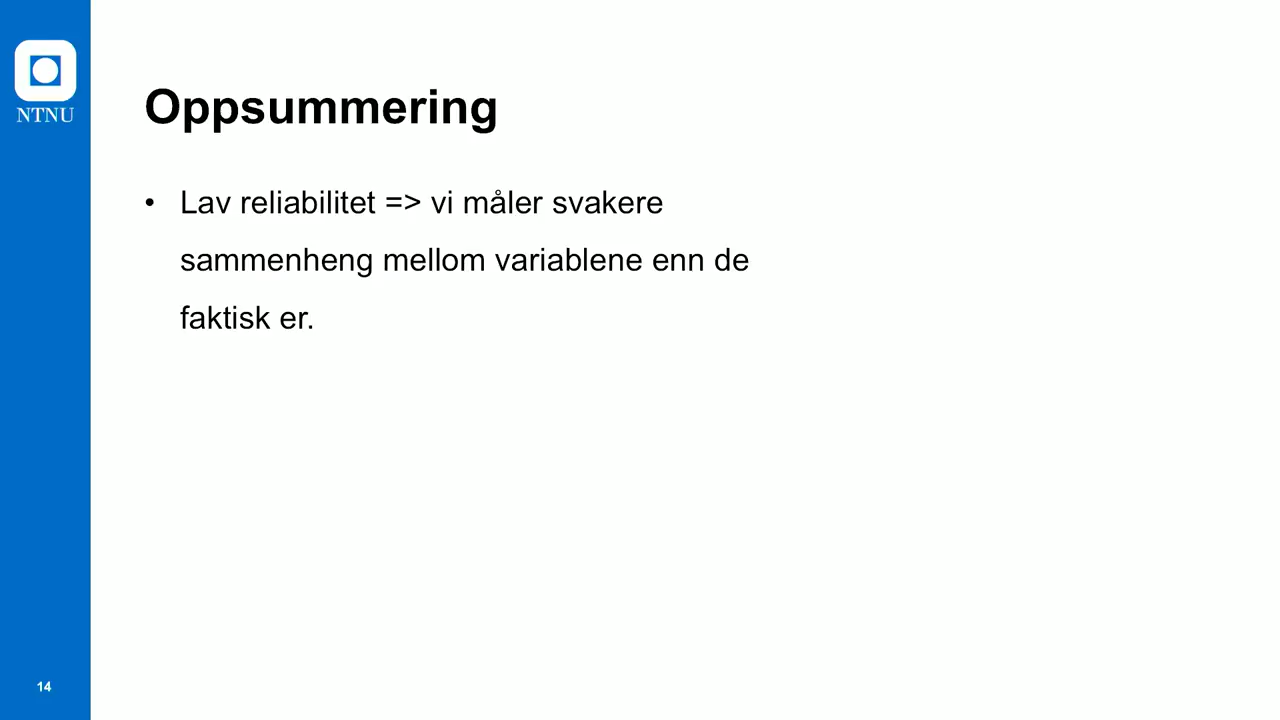 NTNU
Oppsummering
• Lav reliabilitet => vi måler svakere
sammenheng mellom variablene enn de
faktisk er.
14